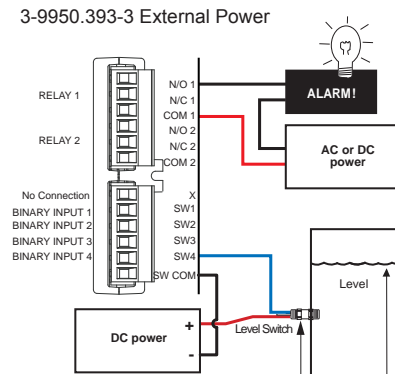 3-9950.393-3 External Power
RELAY 1
RELAY 2
N/O 1
N/C 1
COM 1
N/O 2
N/C 2
COM 2
ALARM!
AC or DC
power
No Connection
BINARY INPUT 1
BINARY INPUT 2
BINARY INPUT 3
BINARY INPUT 4
X
SW1
SW2
SW3
SW4
SW COM
Level
Level Switch
DC power
+
-